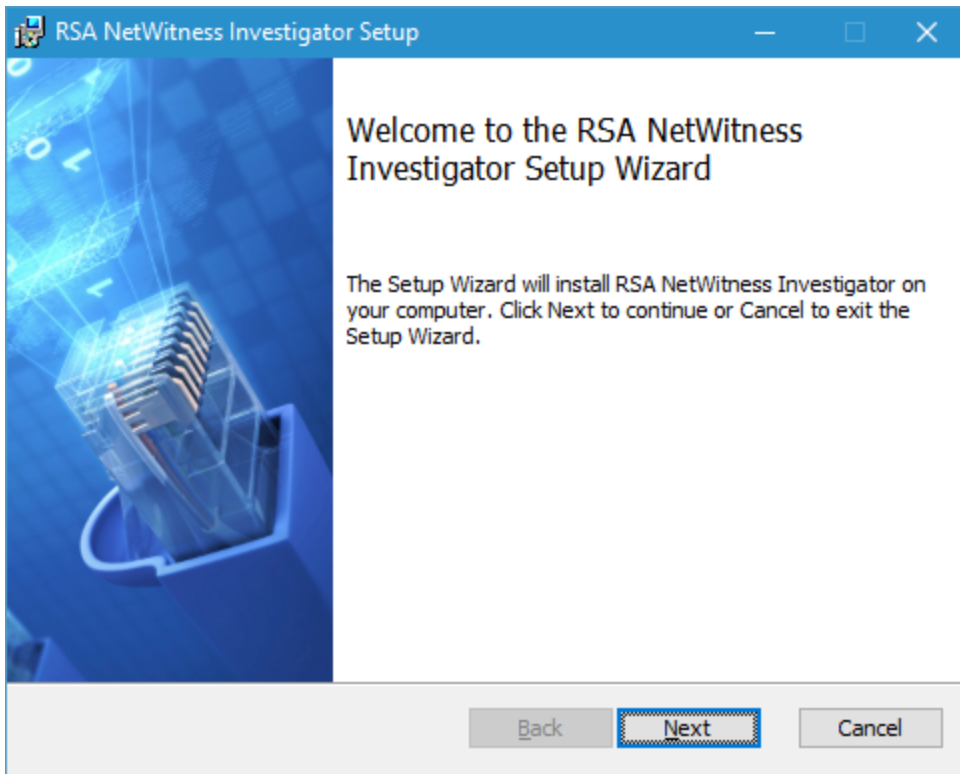 RSA NetWitness Investigator Setup
Welcome to the RSA NetWitness
Investigator Setup Wizard
The Setup Wizard will install RSA NetWitness Investigator on
your computer. Click Next to continue or Cancel to exit the
Setup Wizard.
Back
Next
Cancel